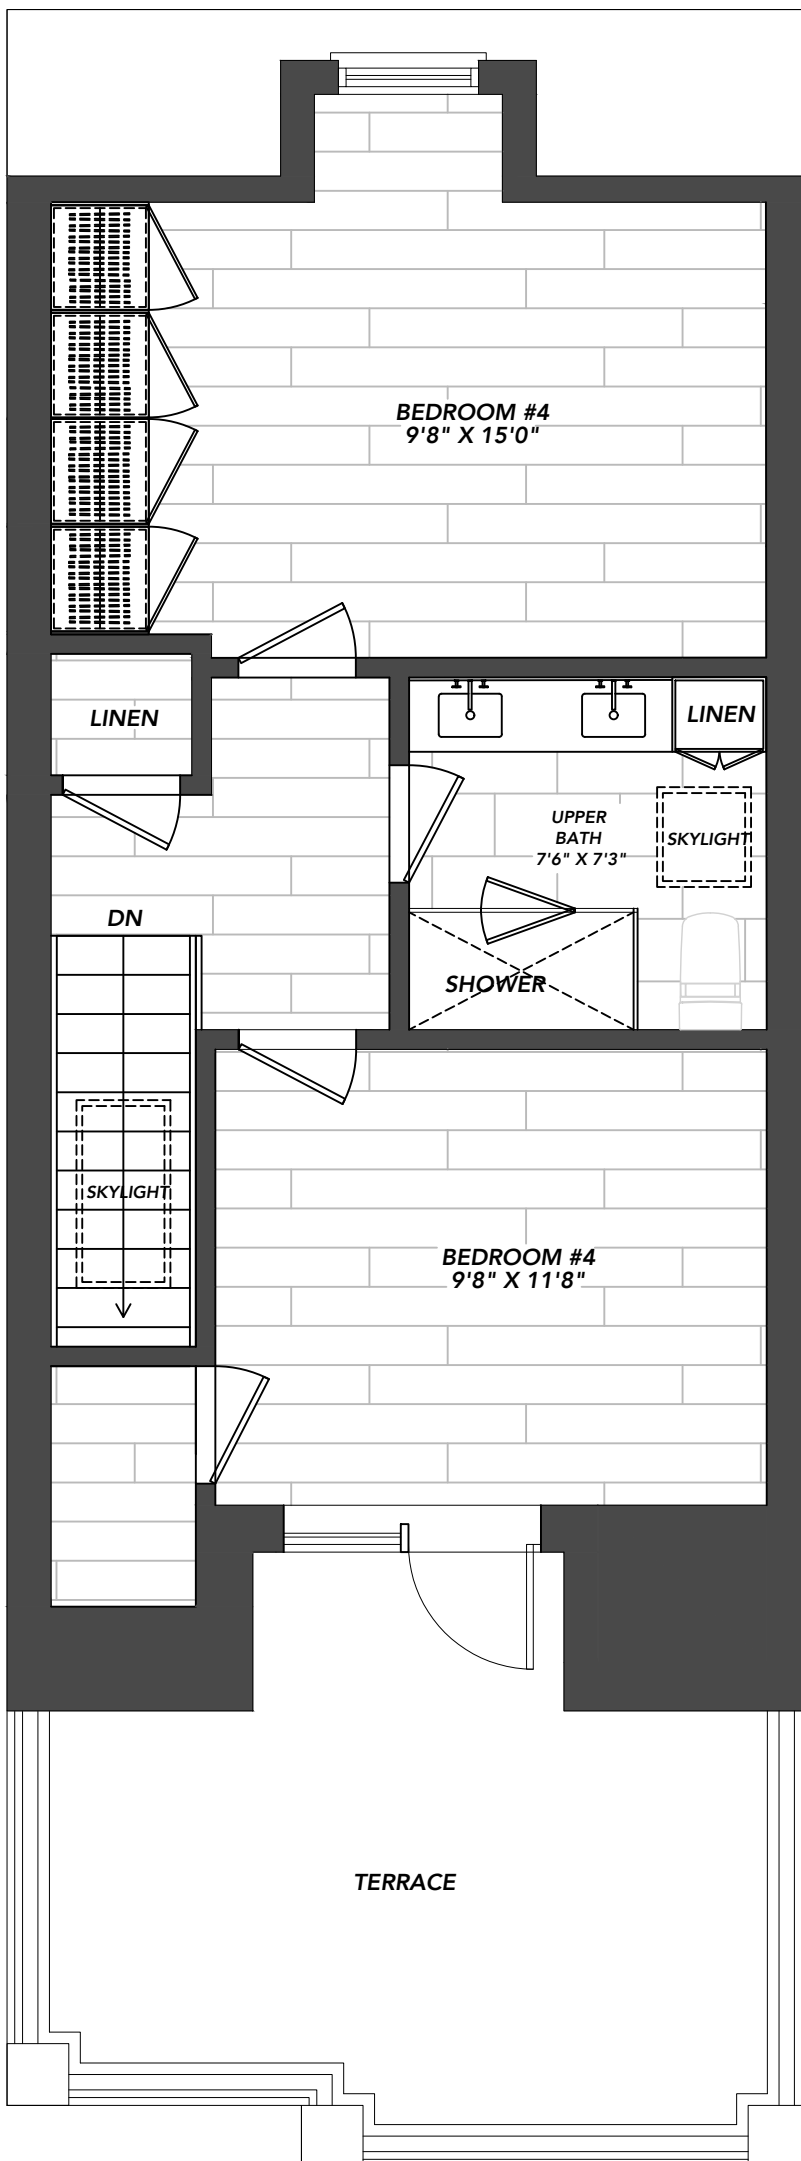 BEDROOM #4
9'8" X 15'0"
LINEN
LINEN
UPPER
BATH
7'6" X 7'3"
SKYLIGHT
DN
SHOWER
SKYLIGHT
BEDROOM #4
9'8" X 11'8"
TERRACE